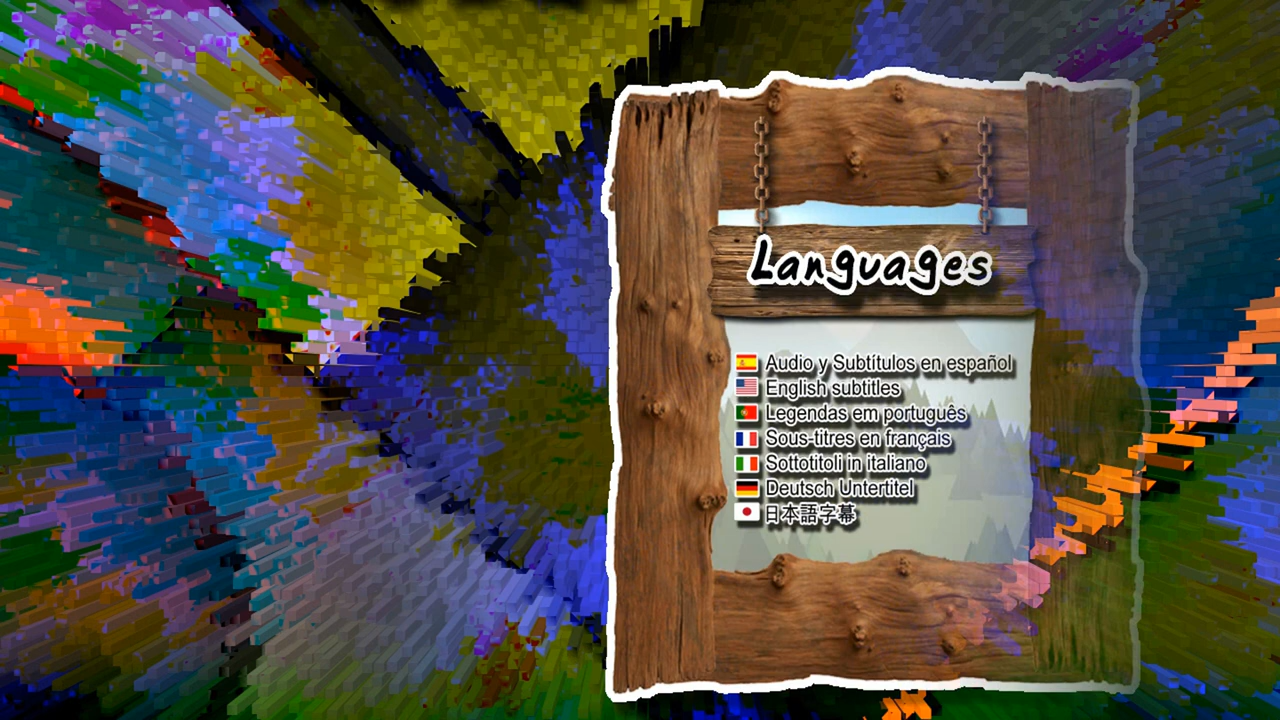 Languages
Audio y Subtítulos en español
English subtitles
Legendas em português
Sous-titres en français
Sottotitoli in italiano
Deutsch Untertitel
日本語字幕